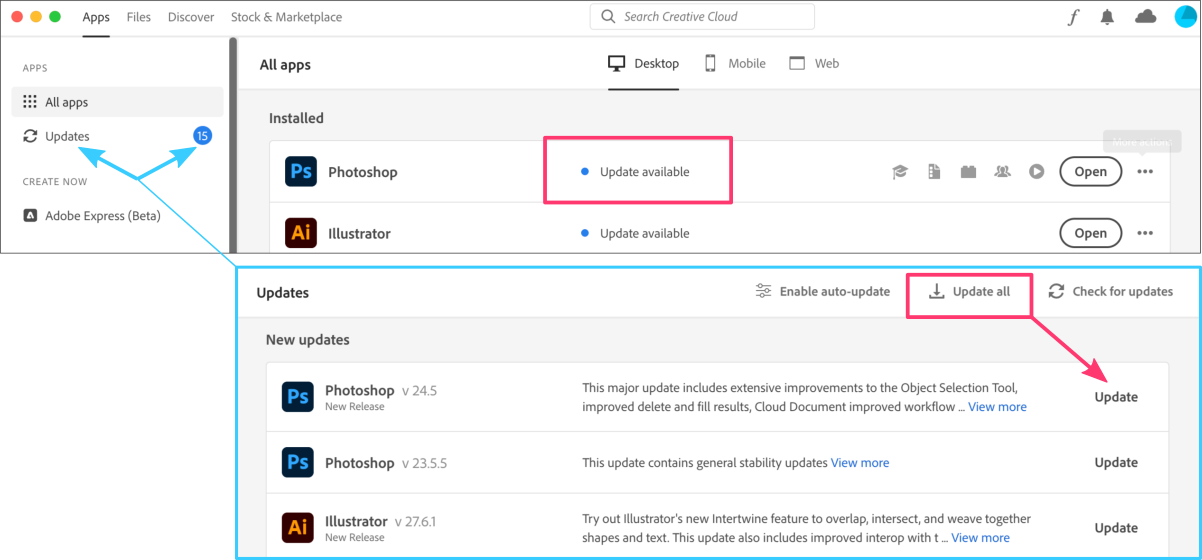 Apps Files Discover Stock & Marketplace Search Creative Cloud
APPS
All apps
Updates 15
CREATE NOW
Adobe Express (Beta)
All apps Desktop Mobile Web
Installed
More actions
Ps Photoshop Update available Open
Ai Illustrator Update available Open
Updates Enable auto-update Update all Check for updates
New updates
Ps Photoshop v 24.5
New Release
This major update includes extensive improvements to the Object Selection Tool,
improved delete and fill results, Cloud Document improved workflow ... View more
Update
Ps Photoshop v 23.5.5
This update contains general stability updates View more
Update
Ai Illustrator v 27.6.1
New Release
Try out Illustrator's new Intertwine feature to overlap, intersect, and weave together
shapes and text. This update also includes improved interop with t ... View more
Update